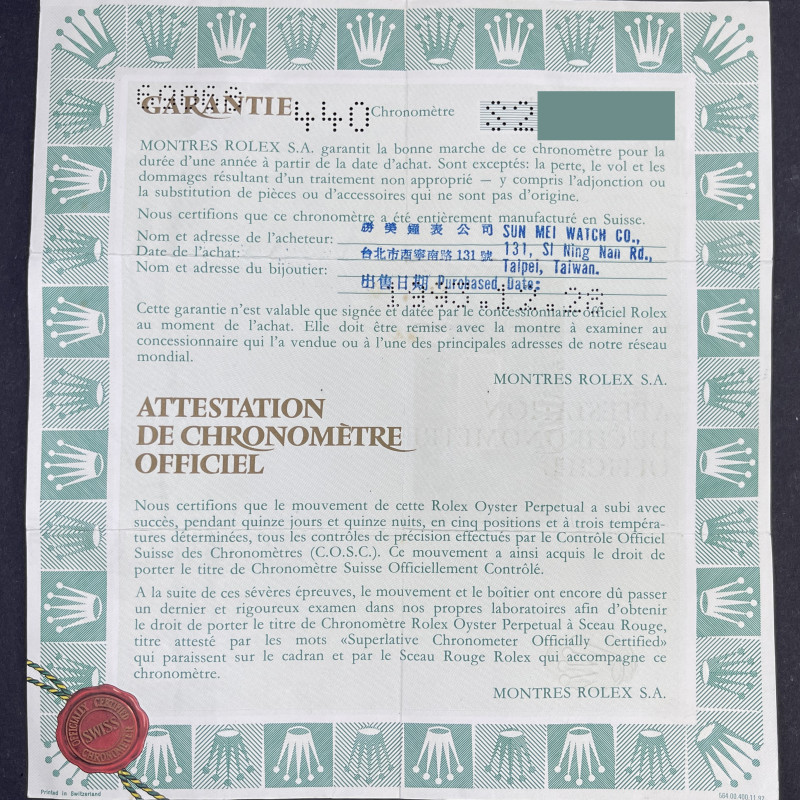 GARANTIE
440
Chronomètre
S2
MONTRES ROLEX S.A. garantit la bonne marche de ce chronomètre pour la
durée d'une année à partir de la date d'achat. Sont exceptés: la perte, le vol et les
dommages résultant d'un traitement non approprié – y compris l'adjonction ou
la substitution de pièces ou d'accessoires qui ne sont pas d'origine.
Nous certifions que ce chronomètre a été entièrement manufacturé en Suisse.
Nom et adresse de l'acheteur:
Date de l'achat:
Nom et adresse du bijoutier:
勝美鐘表公司 SUN MEI WATCH CO.,
台北市西寧南路 131 號 131, SI Ning Nan Rd.,
Taipei, Taiwan.
出售日期 Purchased Date:
1993.12.28
Cette garantie n'est valable que signée et datée par le concessionnaire officiel Rolex
au moment de l'achat. Elle doit être remise avec la montre à examiner au
concessionnaire qui l'a vendue ou à l'une des principales adresses de notre réseau
mondial.
MONTRES ROLEX S.A.
ATTESTATION
DE CHRONOMÈTRE
OFFICIEL
Nous certifions que le mouvement de cette Rolex Oyster Perpetual a subi avec
succès, pendant quinze jours et quinze nuits, en cinq positions et à trois tempéra-
tures déterminées, tous les contrôles de précision effectués par le Contrôle Officiel
Suisse des Chronomètres (C.O.S.C.). Ce mouvement a ainsi acquis le droit de
porter le titre de Chronomètre Suisse Officiellement Contrôlé.
A la suite de ces sévères épreuves, le mouvement et le boîtier ont encore dû passer
un dernier et rigoureux examen dans nos propres laboratoires afin d'obtenir
le droit de porter le titre de Chronomètre Rolex Oyster Perpetual à Sceau Rouge,
titre attesté par les mots «Superlative Chronometer Officially Certified»
qui paraissent sur le cadran et par le Sceau Rouge Rolex qui accompagne ce
chronomètre.
MONTRES ROLEX S.A.
OFFICIALLY CERTIFIED
SWISS
CHRONOMETER
Printed in Switzerland
564.00.400.11.92